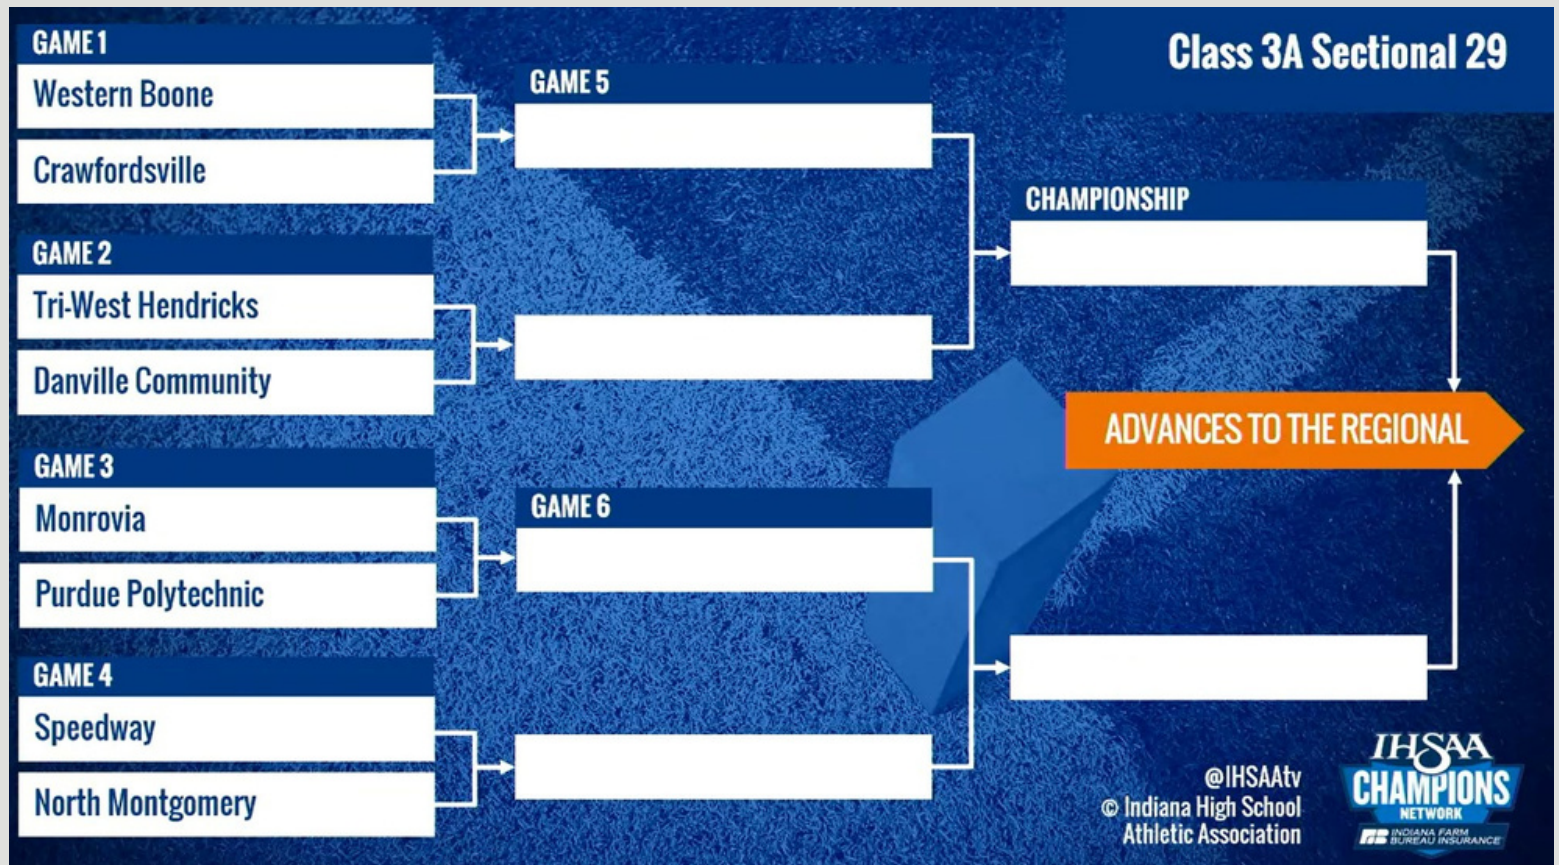 Class 3A Sectional 29
GAME 1
Western Boone
Crawfordsville
GAME 2
Tri-West Hendricks
Danville Community
GAME 3
Monrovia
Purdue Polytechnic
GAME 4
Speedway
North Montgomery
GAME 5
GAME 6
CHAMPIONSHIP
ADVANCES TO THE REGIONAL
@IHSAAtv
© Indiana High School
Athletic Association
IHSAA
CHAMPIONS
NETWORK
INDIANA FARM
BUREAU INSURANCE